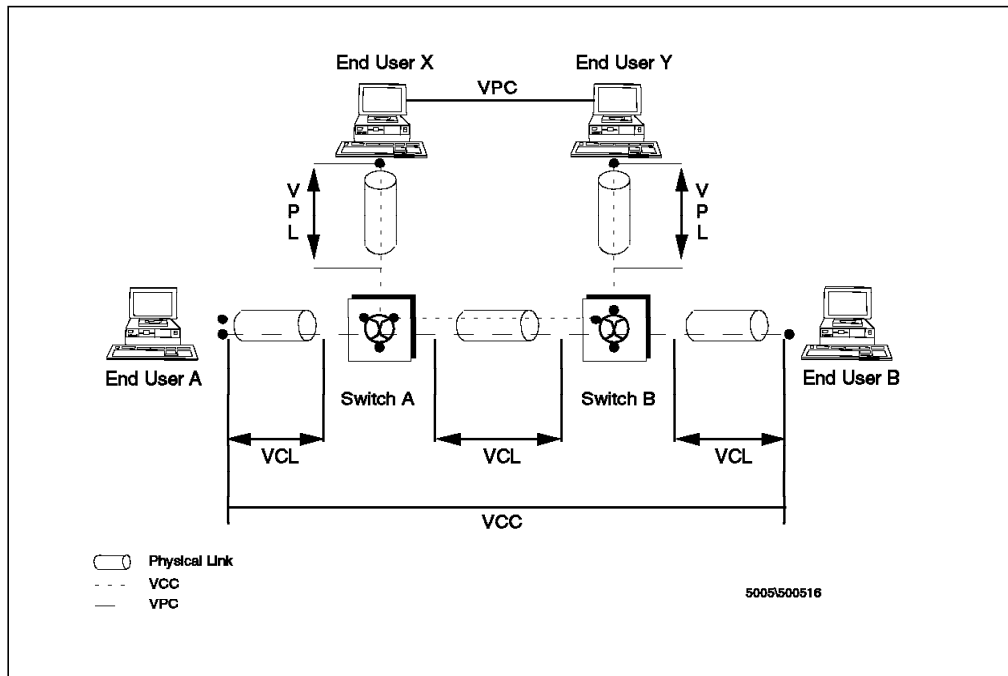 End User X
End User Y
VPC
V
P
L
V
P
L
End User A
End User B
Switch A
Switch B
VCL
VCL
VCL
VCC
Physical Link
VCC
VPC
5005\500516